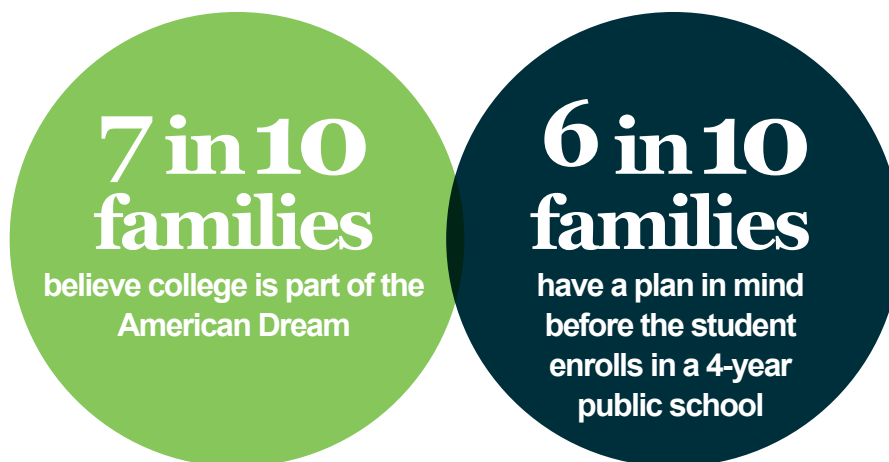 7 in 10
families
believe college is part of the
American Dream
6 in 10
families
have a plan in mind
before the student
enrolls in a 4-year
public school